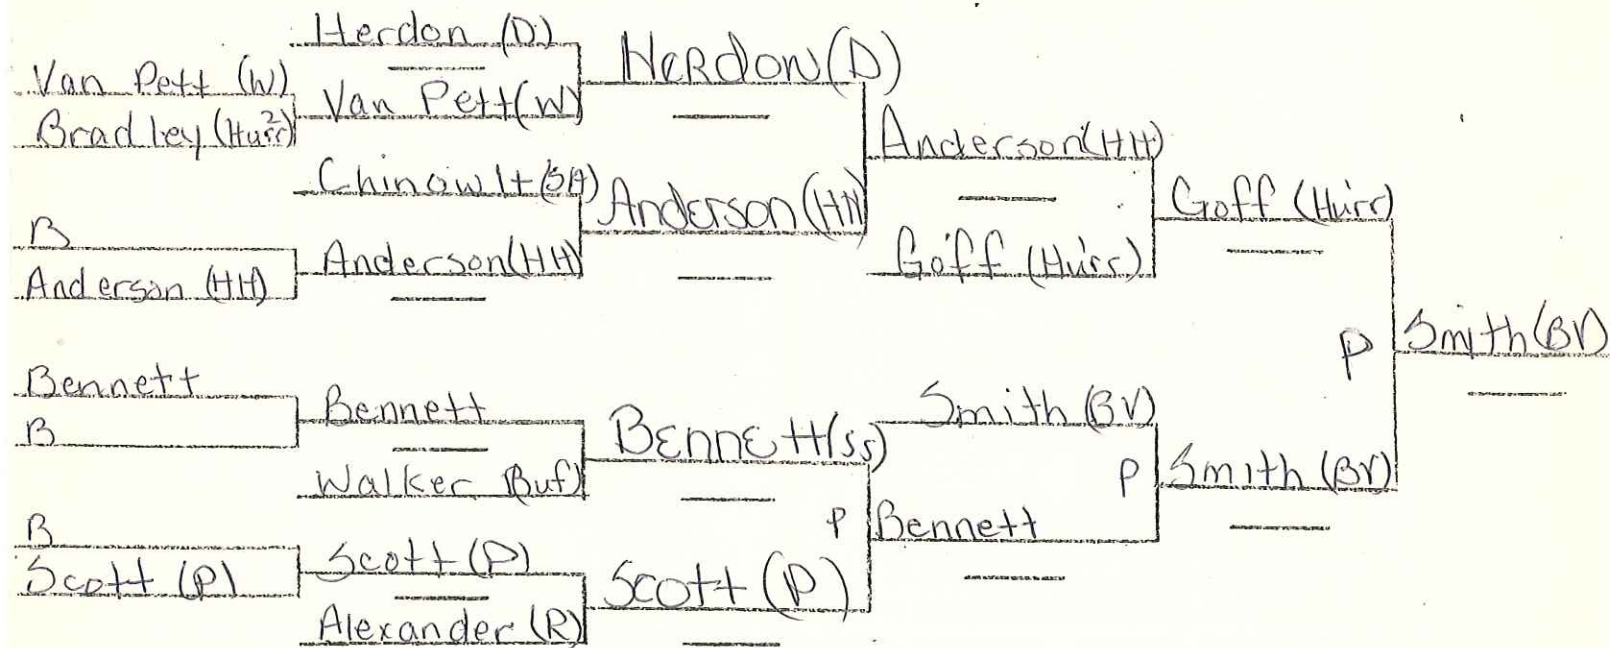 Herdon (D)
Van Pett (W)
Bradley (Hurr²)
Van Pett (W)
HERDON (D)
Chinowlt (SA)
B
Anderson (HH)
Anderson (HH)
Anderson (HH)
Anderson (HH)
Goff (Hurr)
Goff (Hurr)
Bennett
B
Bennett
Walker (Buf)
BENNETT (SS)
B
Scott (P)
Scott (P)
Alexander (R)
Scott (P)
P
Smith (BV)
Bennett
P
Smith (BV)
P
Smith (BV)